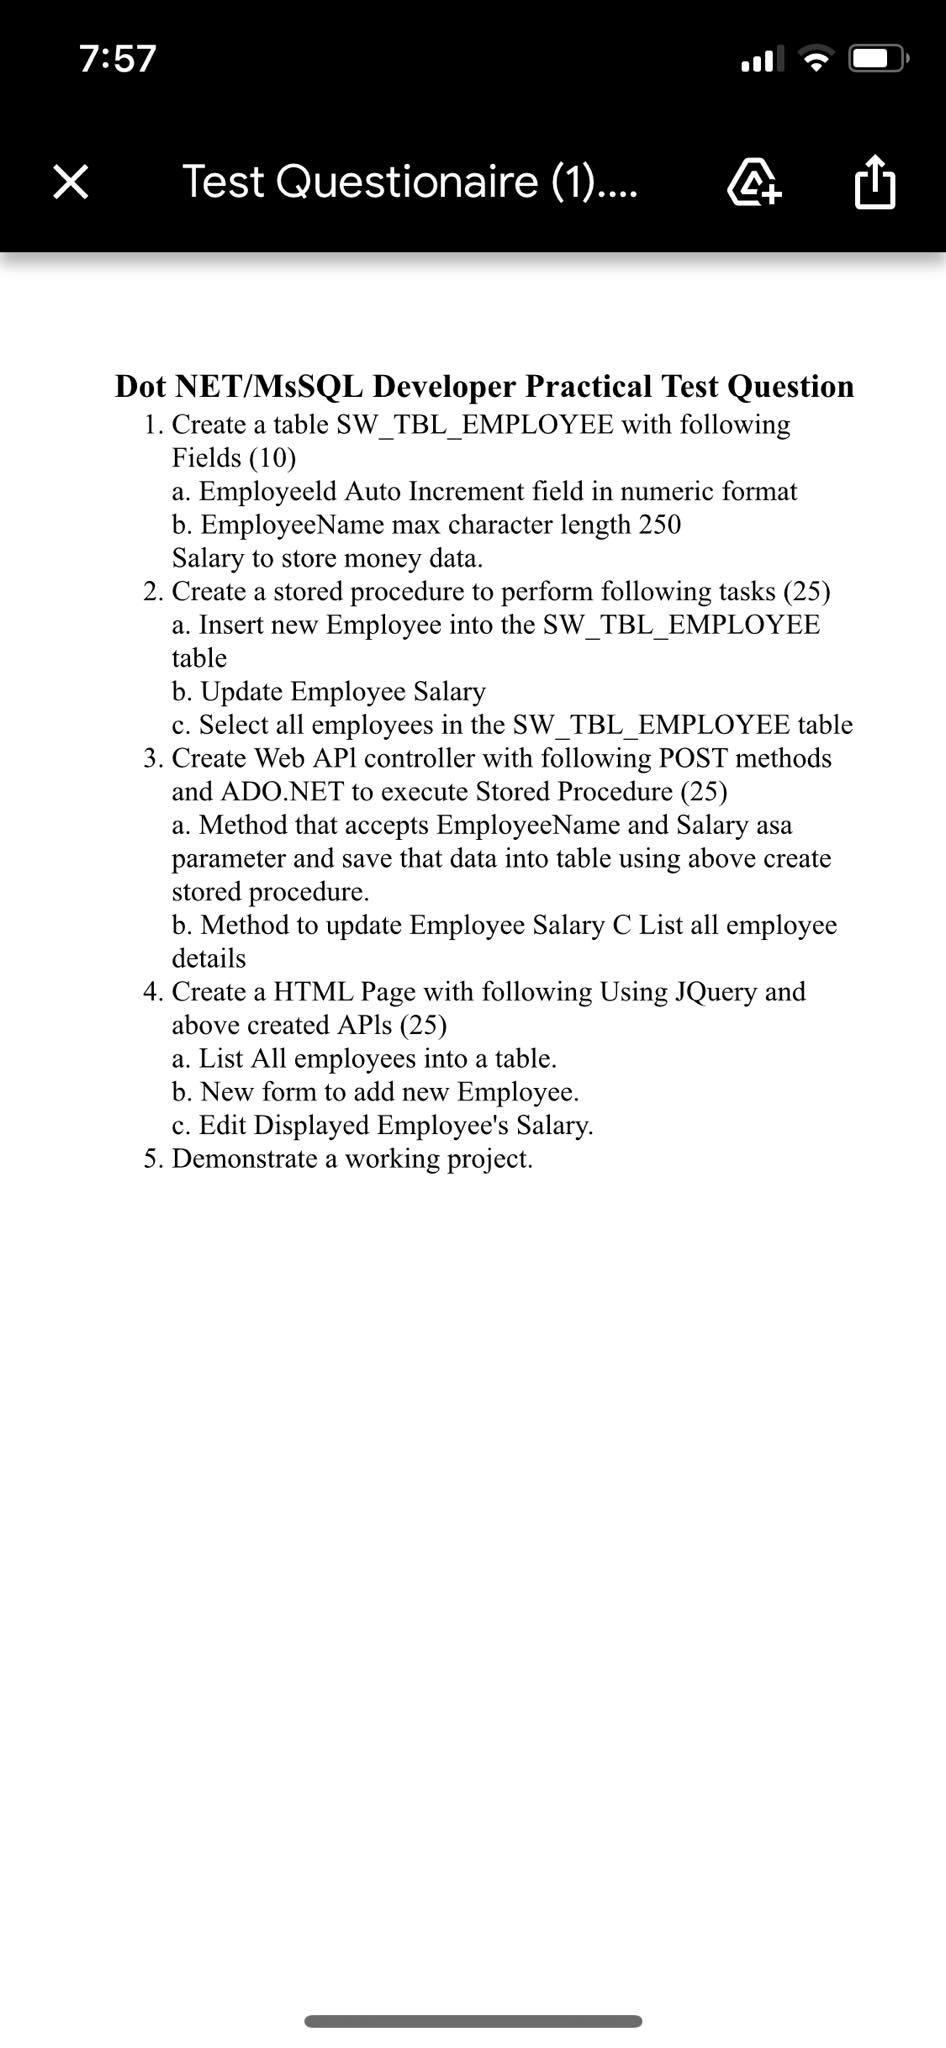 7:57
Test Questionaire (1)....
Dot NET/MsSQL Developer Practical Test Question
1. Create a table SW_TBL_EMPLOYEE with following
Fields (10)
a. Employeeld Auto Increment field in numeric format
b. EmployeeName max character length 250
Salary to store money data.
2. Create a stored procedure to perform following tasks (25)
a. Insert new Employee into the SW_TBL_EMPLOYEE
table
b. Update Employee Salary
c. Select all employees in the SW_TBL_EMPLOYEE table
3. Create Web APl controller with following POST methods
and ADO.NET to execute Stored Procedure (25)
a. Method that accepts EmployeeName and Salary asa
parameter and save that data into table using above create
stored procedure.
b. Method to update Employee Salary C List all employee
details
4. Create a HTML Page with following Using JQuery and
above created APls (25)
a. List All employees into a table.
b. New form to add new Employee.
c. Edit Displayed Employee's Salary.
5. Demonstrate a working project.